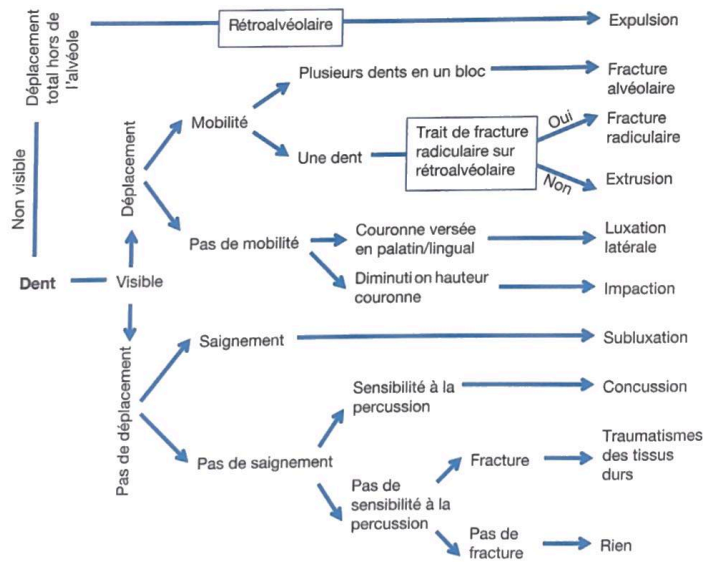 Déplacement
total hors de
l'alvéole
Rétroalvéolaire
Expulsion
Non visible
Plusieurs dents en un bloc
Fracture
alvéolaire
Mobilité
Déplacement
Une dent
Trait de fracture
radiculaire sur
rétroalvéolaire
Oui
Fracture
radiculaire
Non
Extrusion
Pas de mobilité
Couronne versée
en palatin/lingual
Luxation
latérale
Diminution hauteur
couronne
Impaction
Dent
Visible
Pas de déplacement
Saignement
Subluxation
Sensibilité à la
percussion
Concussion
Pas de saignement
Pas de
sensibilité à la
percussion
Fracture
Traumatismes
des tissus
durs
Pas de
fracture
Rien